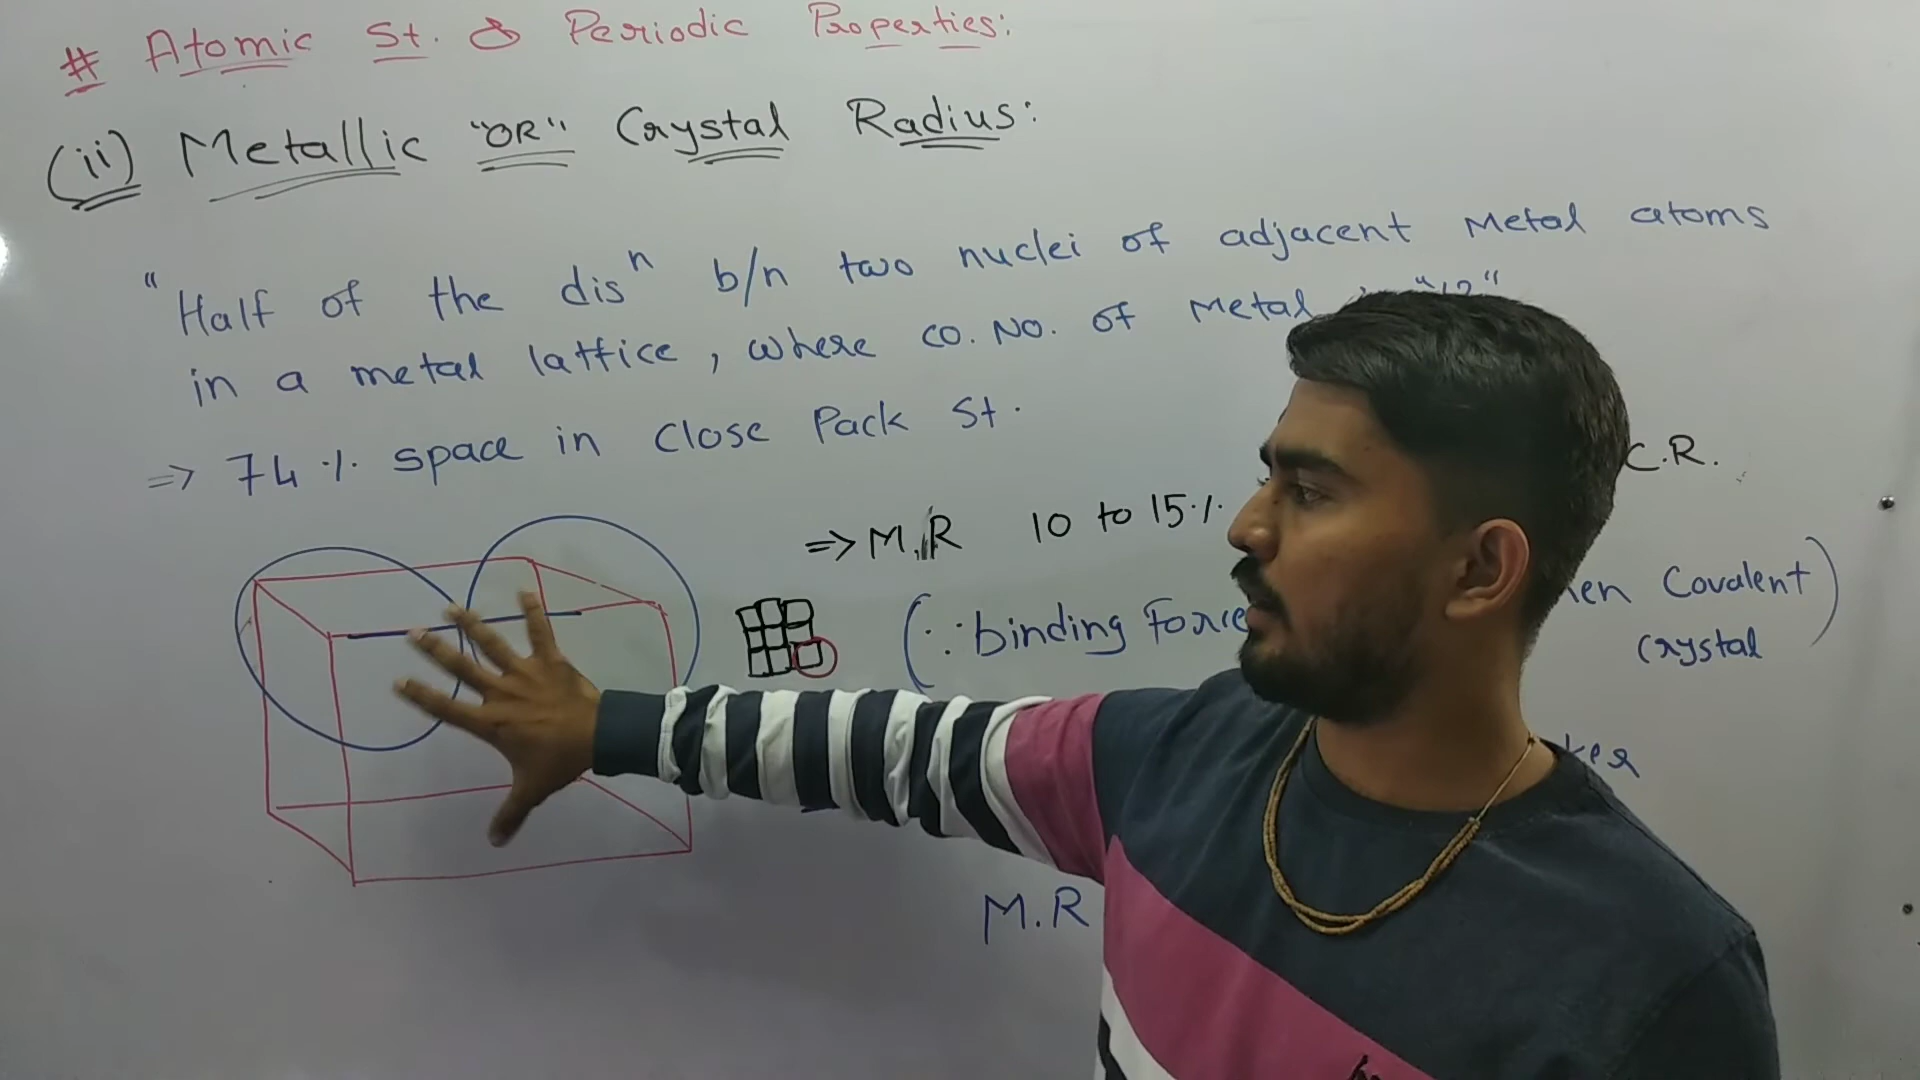 # Atomic St. & Periodic Properties:
(ii) Metallic "OR" Crystal Radius:
"Half of the disⁿ b/n two nuclei of adjacent Metal atoms
in a metal lattice, where co. No. of Metal "12"
=> 74 % space in close Pack St.
C.R.
=> M.R 10 to 15%
(∵ binding Force Covalent
crystal)
M.R